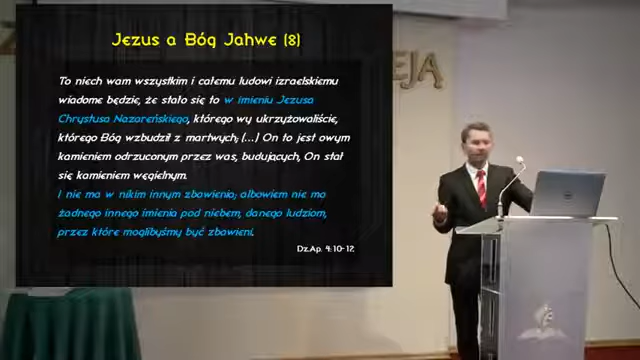 Jezus a Bóg Jahwe (8)
EJĄ
To niech wam wszystkim i całemu ludowi izraelskiemu
wiadome będzie, że stało się to w imieniu Jezusa
Chrystusa Nazareńskiego, którego wy ukrzyżowaliście,
którego Bóg wzbudził z martwych; (...) On to jest owym
kamieniem odrzuconym przez was, budujących, On stał
się kamieniem węgielnym.
I nie ma w nikim innym zbawienia; albowiem nie ma
żadnego innego imienia pod niebem, danego ludziom,
przez które moglibyśmy być zbawieni.
Dz.Ap. 4:10-12